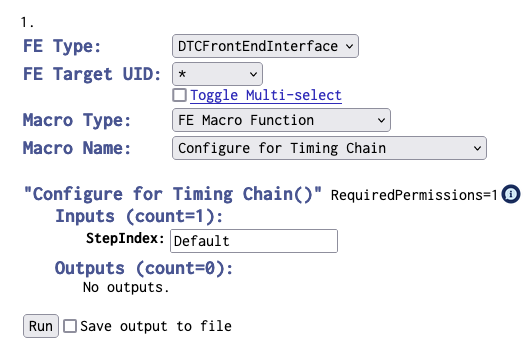 1.
FE Type: DTCFrontEndInterface
FE Target UID: *
Toggle Multi-select
Macro Type: FE Macro Function
Macro Name: Configure for Timing Chain
"Configure for Timing Chain()" RequiredPermissions=1
Inputs (count=1):
StepIndex: Default
Outputs (count=0):
No outputs.
Run Save output to file